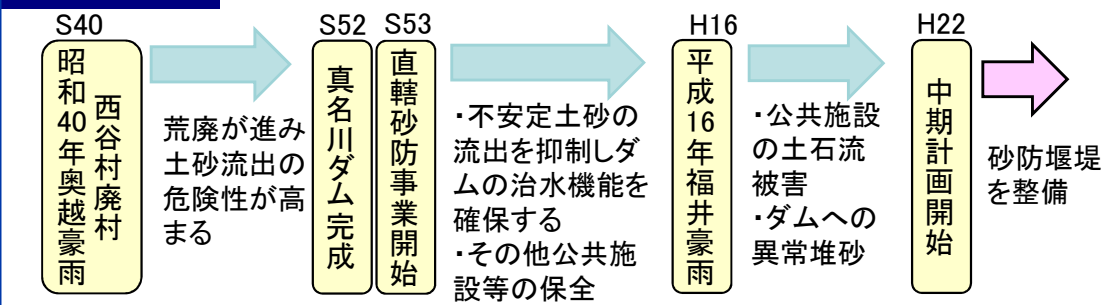 S40
昭和40年奥越豪雨
西谷村廃村
荒廃が進み
土砂流出の
危険性が高
まる
S52
真名川ダム完成
S53
直轄砂防事業開始
・不安定土砂の
流出を抑制しダ
ムの治水機能を
確保する
・その他公共施
設等の保全
H16
平成16年福井豪雨
・公共施設
の土石流
被害
・ダムへの
異常堆砂
H22
中期計画開始
砂防堰堤
を整備